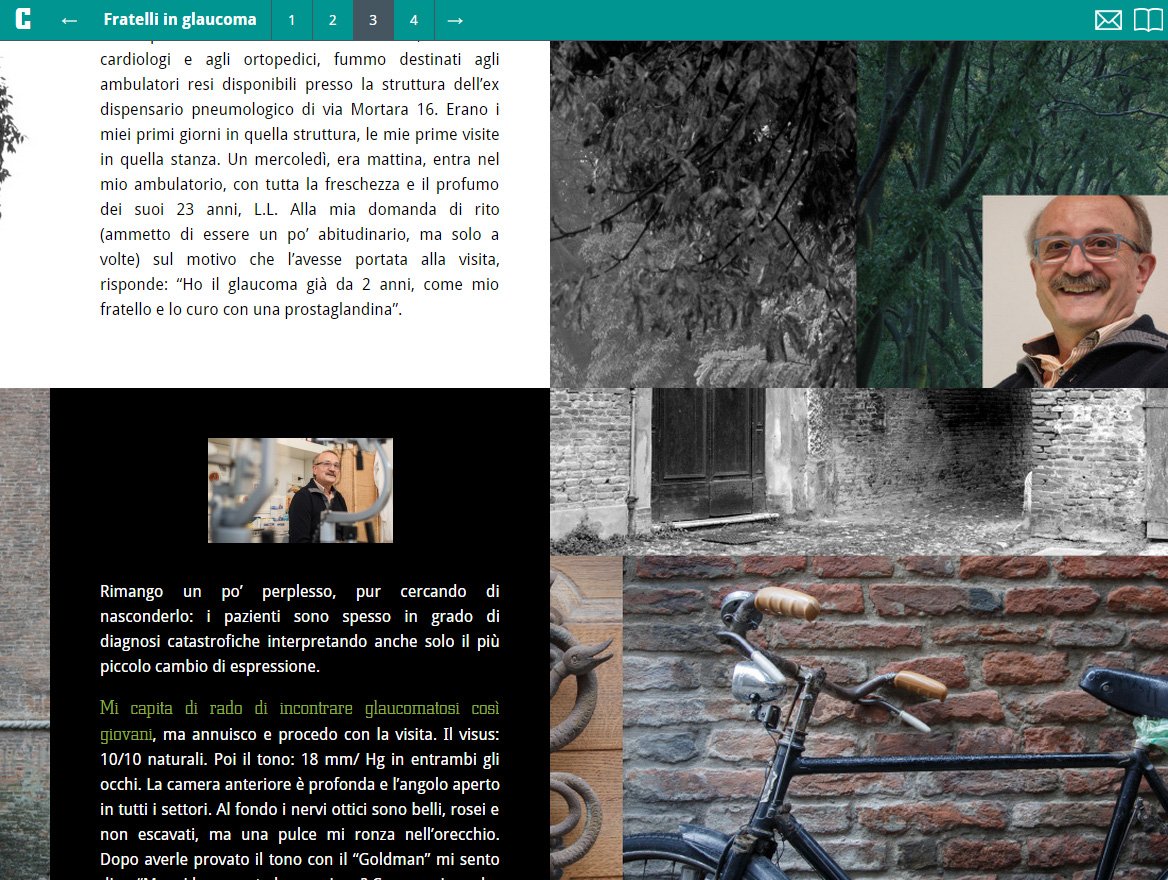 C ← Fratelli in glaucoma 1 2 3 4 →
cardiologi e agli ortopedici, fummo destinati agli
ambulatori resi disponibili presso la struttura dell’ex
dispensario pneumologico di via Mortara 16. Erano i
miei primi giorni in quella struttura, le mie prime visite
in quella stanza. Un mercoledì, era mattina, entra nel
mio ambulatorio, con tutta la freschezza e il profumo
dei suoi 23 anni, L.L. Alla mia domanda di rito
(ammetto di essere un po’ abitudinario, ma solo a
volte) sul motivo che l’avesse portata alla visita,
risponde: “Ho il glaucoma già da 2 anni, come mio
fratello e lo curo con una prostaglandina”.
Rimango un po’ perplesso, pur cercando di
nasconderlo: i pazienti sono spesso in grado di
diagnosi catastrofiche interpretando anche solo il più
piccolo cambio di espressione.
Mi capita di rado di incontrare glaucomatosi così
giovani, ma annuisco e procedo con la visita. Il visus:
10/10 naturali. Poi il tono: 18 mm/ Hg in entrambi gli
occhi. La camera anteriore è profonda e l’angolo aperto
in tutti i settori. Al fondo i nervi ottici sono belli, rosei e
non escavati, ma una pulce mi ronza nell’orecchio.
Dopo averle provato il tono con il “Goldman” mi sento